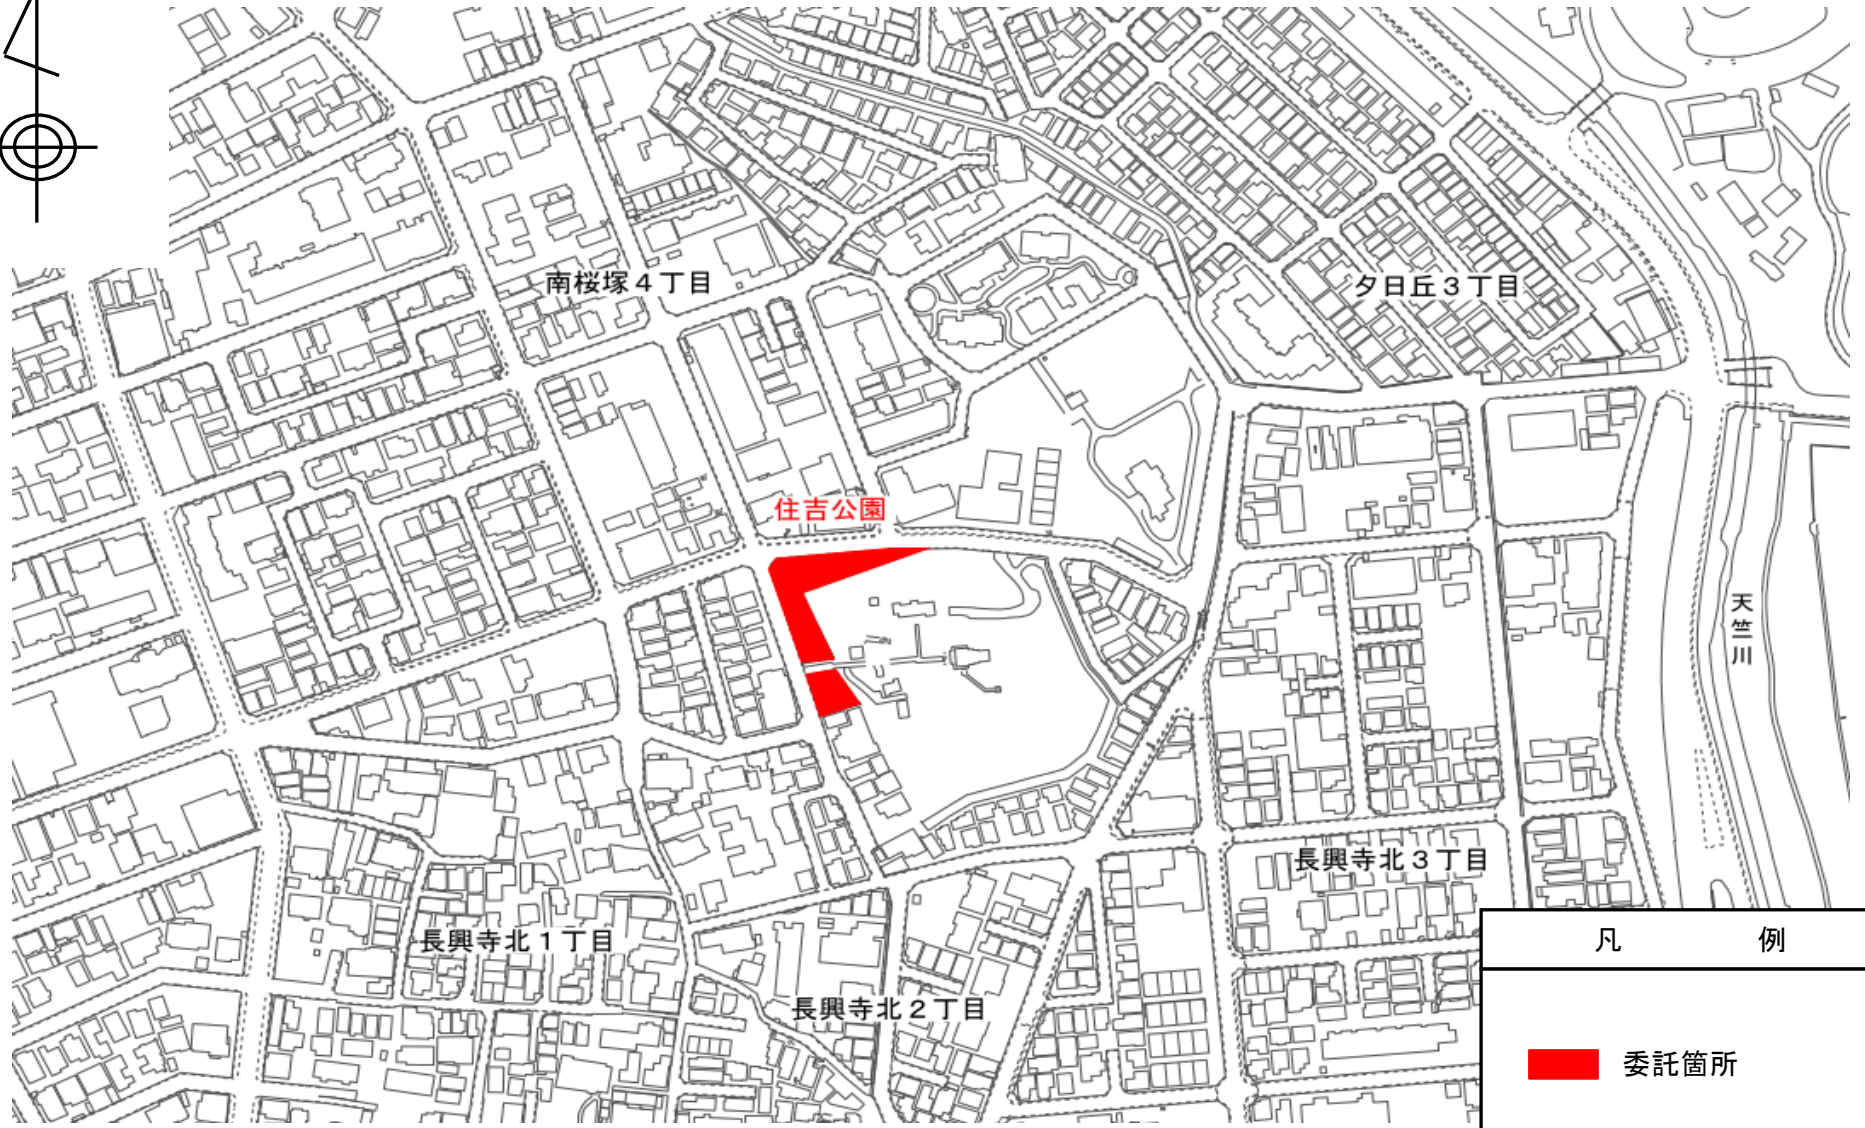 南桜塚４丁目
夕日丘３丁目
住吉公園
天竺川
長興寺北３丁目
長興寺北１丁目
長興寺北２丁目
凡例
委託箇所